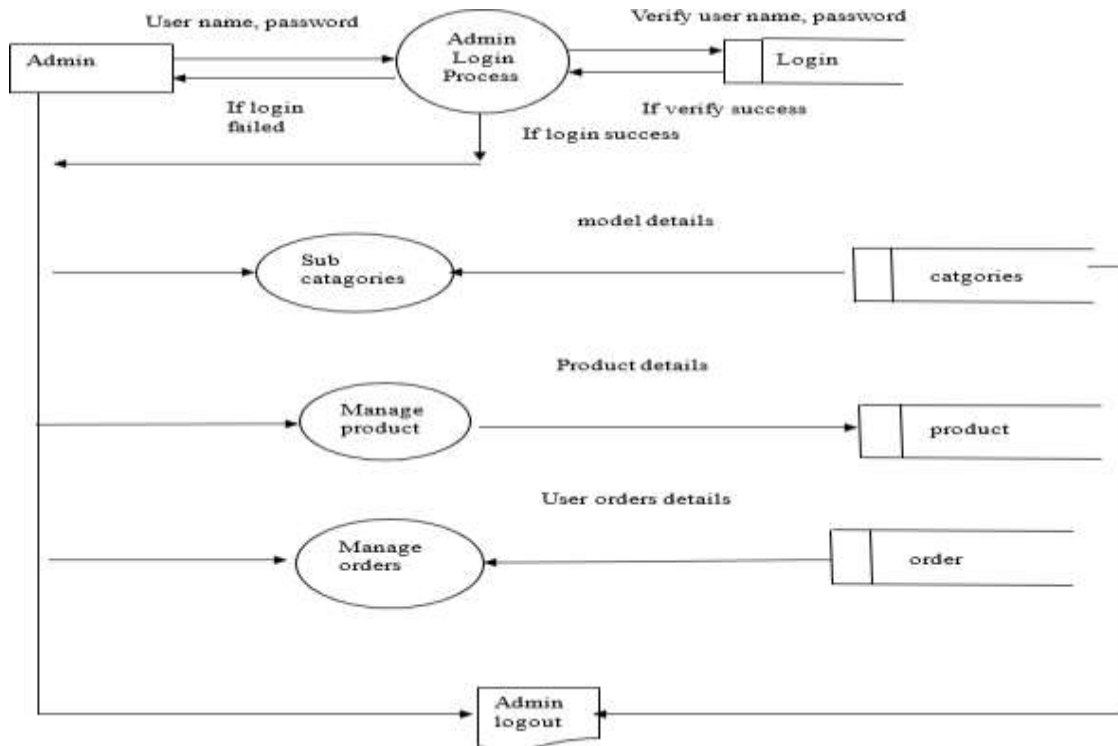 User name, password
Verify user name, password
Admin
Admin
Login
Process
Login
If login
failed
If verify success
If login success
model details
Sub
catagories
catgories
Product details
Manage
product
product
User orders details
Manage
orders
order
Admin
logout